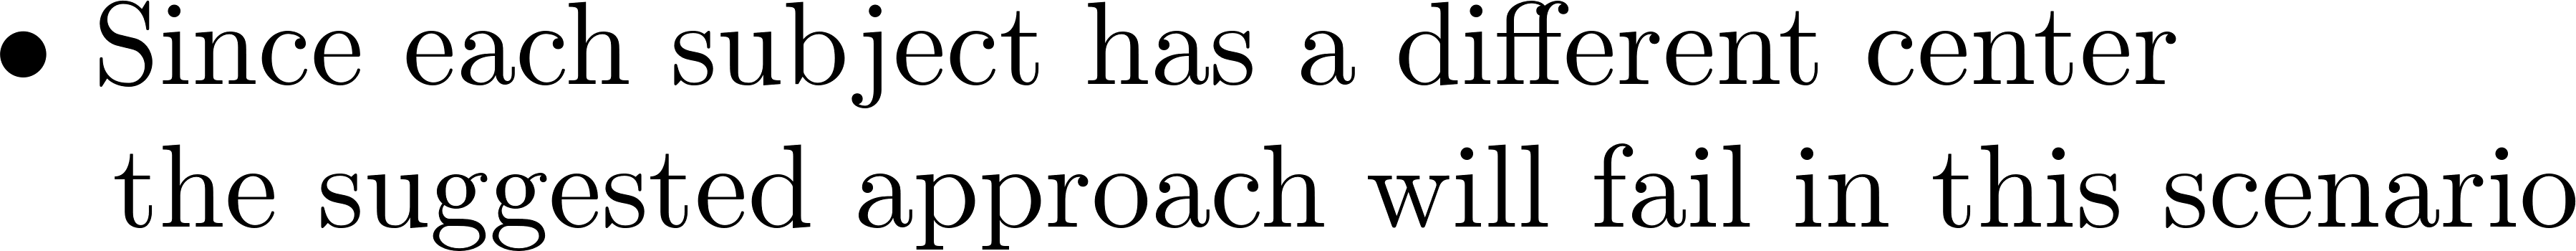 • Since each subject has a different center
the suggested approach will fail in this scenario